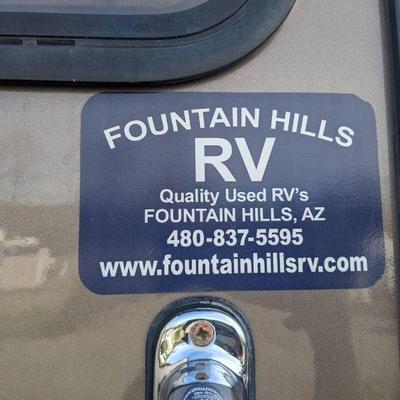 FOUNTAIN HILLS
RV
Quality Used RV's
FOUNTAIN HILLS, AZ
480-837-5595
www.fountainhillsrv.com